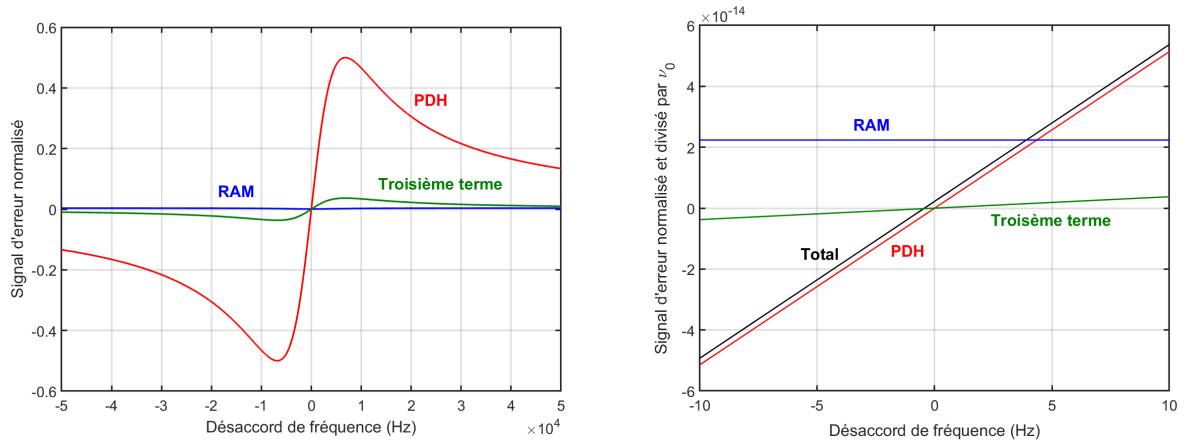 0.6
0.4
0.2
0
-0.2
-0.4
-0.6
Signal d'erreur normalisé
PDH
RAM
Troisième terme
-5 -4 -3 -2 -1 0 1 2 3 4 5
×10⁴
Désaccord de fréquence (Hz)
×10⁻¹⁴
6
4
2
0
-2
-4
-6
Signal d'erreur normalisé et divisé par ν₀
RAM
Troisème terme
Total
PDH
-10 -5 0 5 10
Désaccord de fréquence (Hz)